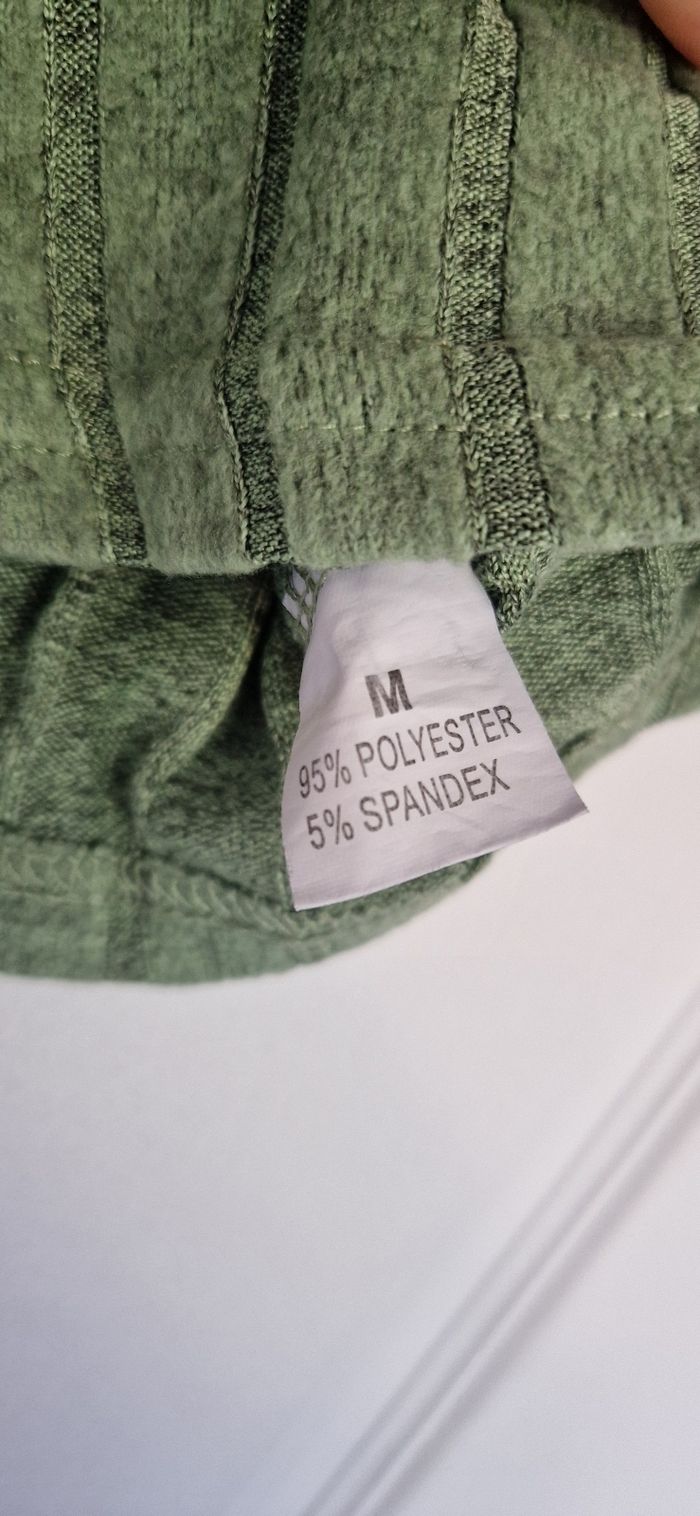 M
95% POLYESTER
5% SPANDEX